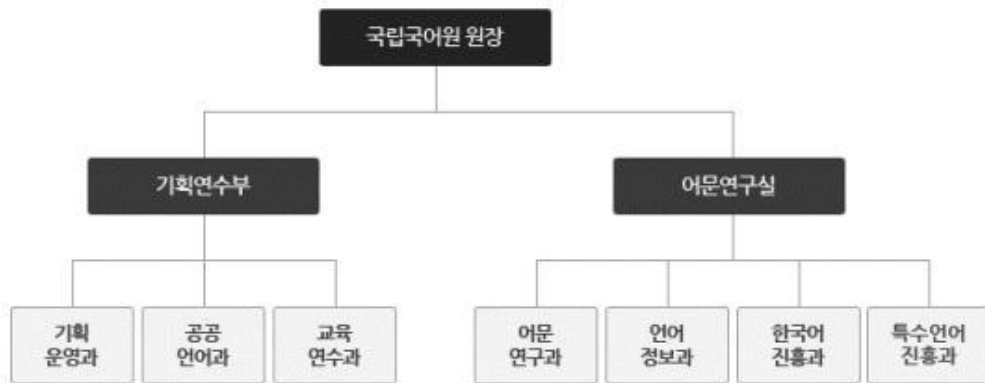 국립국어원 원장
기획연수부
어문연구실
기획
운영과
공공
언어과
교육
연수과
어문
연구과
언어
정보과
한국어
진흥과
특수언어
진흥과